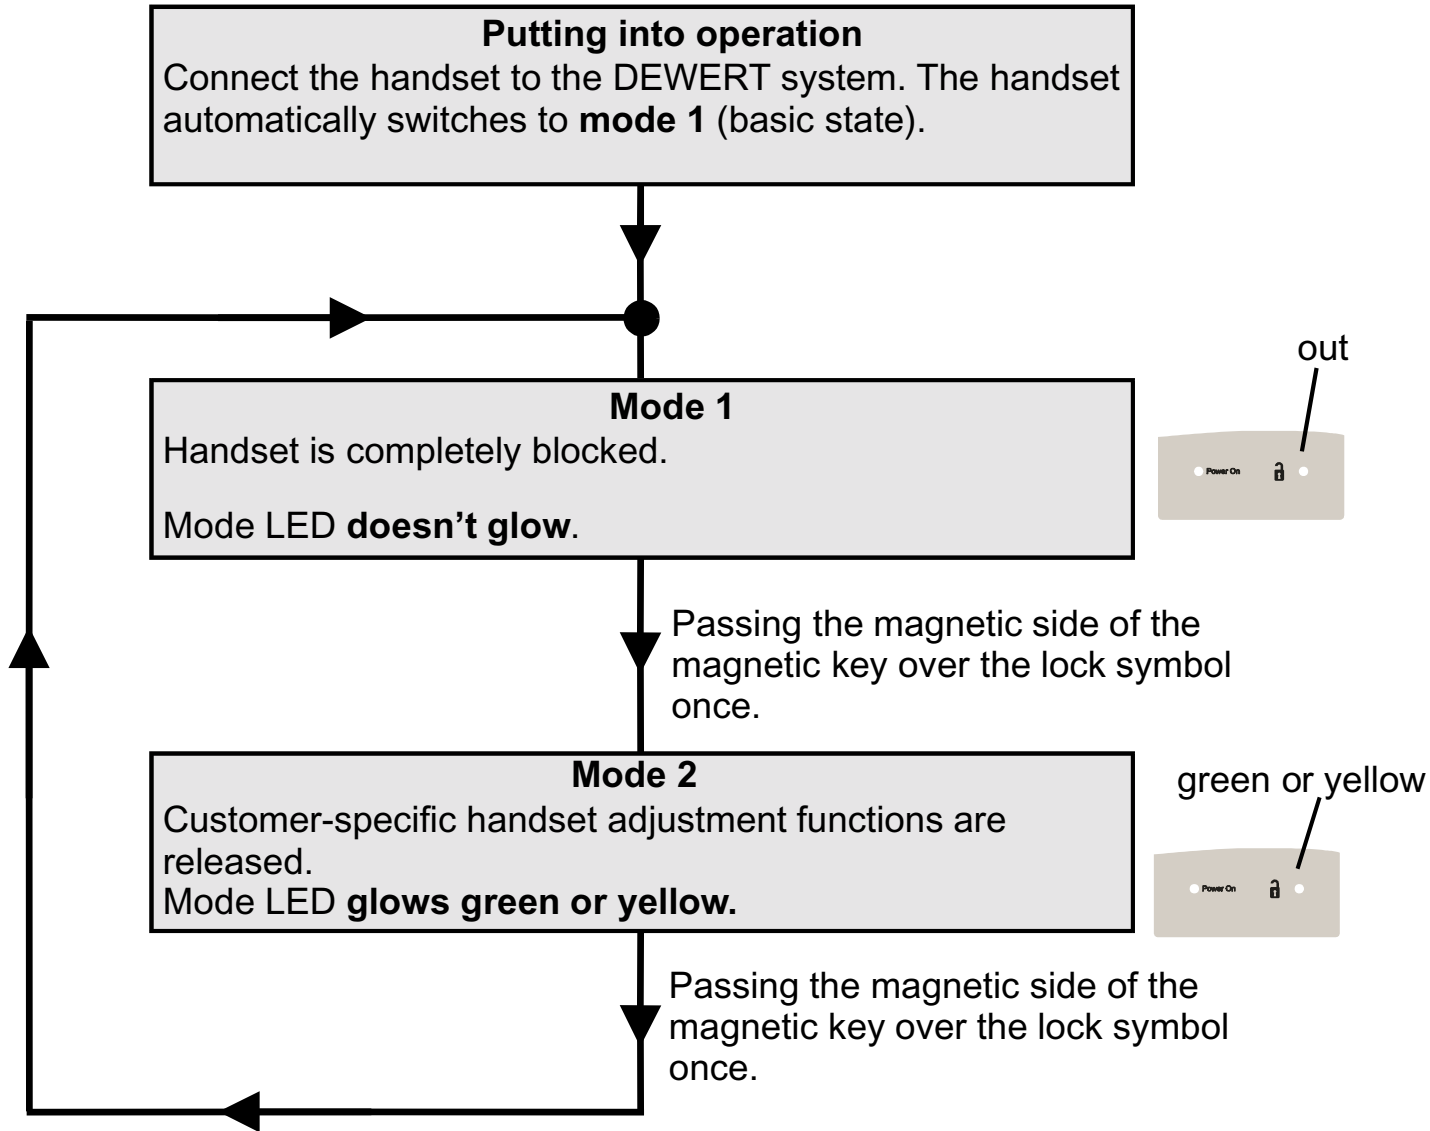 Putting into operation
Connect the handset to the DEWERT system. The handset
automatically switches to mode 1 (basic state).
out
Mode 1
Handset is completely blocked.
Mode LED doesn’t glow.
Power On
Passing the magnetic side of the
magnetic key over the lock symbol
once.
Mode 2
Customer-specific handset adjustment functions are
released.
Mode LED glows green or yellow.
green or yellow
Power On
Passing the magnetic side of the
magnetic key over the lock symbol
once.